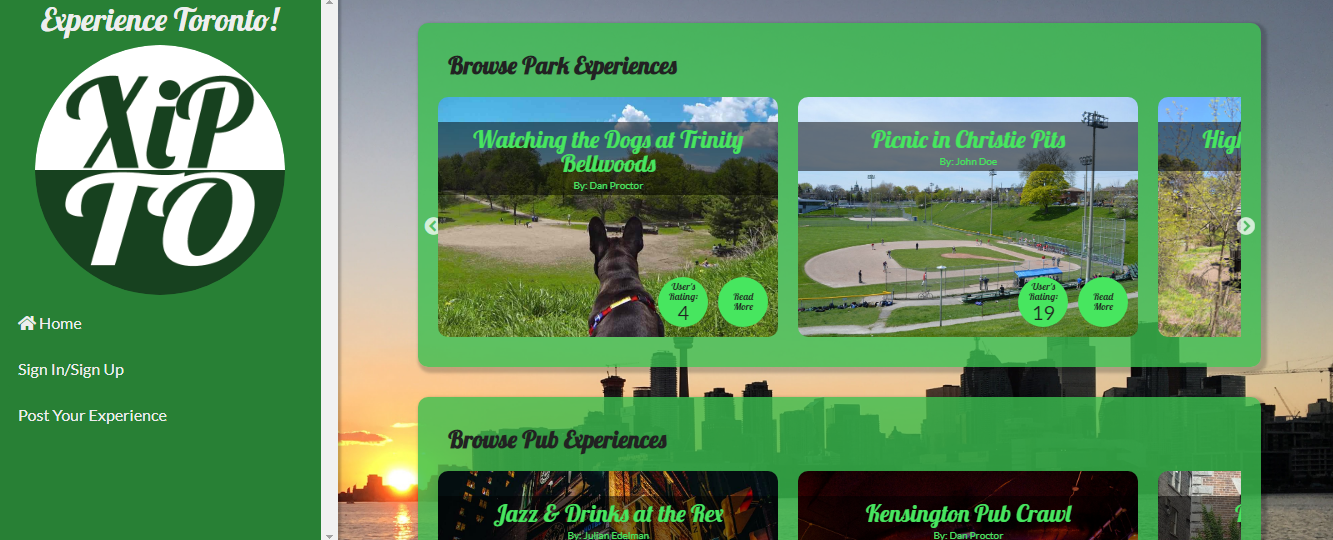 Experience Toronto!
XiP
TO
Home
Sign In/Sign Up
Post Your Experience
Browse Park Experiences
Watching the Dogs at Trinity
Bellwoods
By: Dan Proctor
User's
Rating:
4
Read
More
Picnic in Christie Pits
By: John Doe
User's
Rating:
19
Read
More
Browse Pub Experiences
Jazz & Drinks at the Rex
By: Julian Edelman
Kensington Pub Crawl
By: Dan Proctor